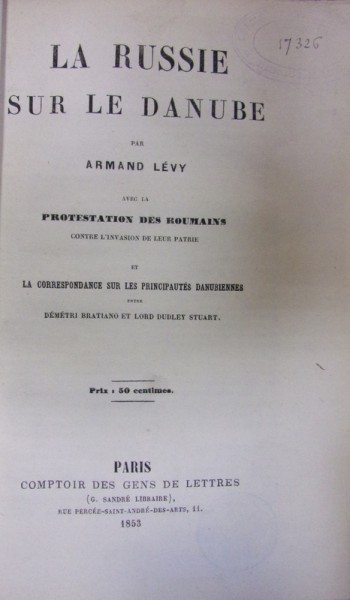 17326
LA RUSSIE
SUR LE DANUBE
PAR
ARMAND LÉVY
AVEC LA
PROTESTATION DES ROUMAINS
CONTRE L'INVASION DE LEUR PATRIE
ET
LA CORRESPONDANCE SUR LES PRINCIPAUTÉS DANUBIENNES
ENTRE
DÉMÉTRI BRATIANO ET LORD DUDLEY STUART.
Prix : 50 centimes.
PARIS
COMPTOIR DES GENS DE LETTRES
(G. SANDRÉ LIBRAIRE),
RUE PERCÉE-SAINT-ANDRÉ-DES-ARTS, 11.
1853